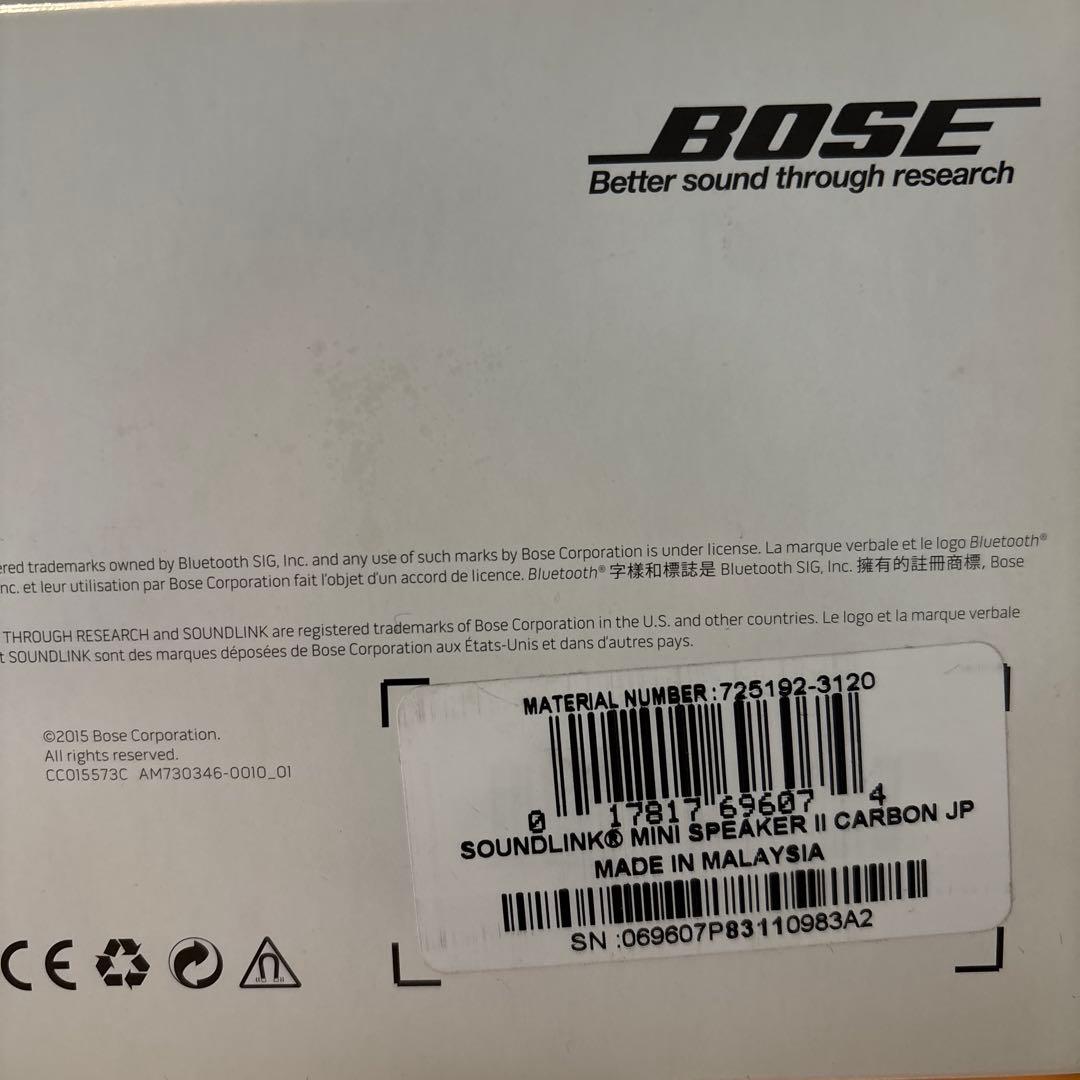 BOSE
Better sound through research
ered trademarks owned by Bluetooth SIG, Inc. and any use of such marks by Bose Corporation is under license. La marque verbale et le logo Bluetooth®
nc. et leur utilisation par Bose Corporation fait l'objet d'un accord de licence. Bluetooth® 字樣和標誌是 Bluetooth SIG, Inc. 擁有的註冊商標, Bose
THROUGH RESEARCH and SOUNDLINK are registered trademarks of Bose Corporation in the U.S. and other countries. Le logo et la marque verbale
t SOUNDLINK sont des marques déposées de Bose Corporation aux États-Unis et dans d'autres pays.
©2015 Bose Corporation.
All rights reserved.
CC015573C AM730346-0010_01
MATERIAL NUMBER:725192-3120
0 17817 69607 4
SOUNDLINK® MINI SPEAKER II CARBON JP
MADE IN MALAYSIA
SN :069607P83110983A2
CE